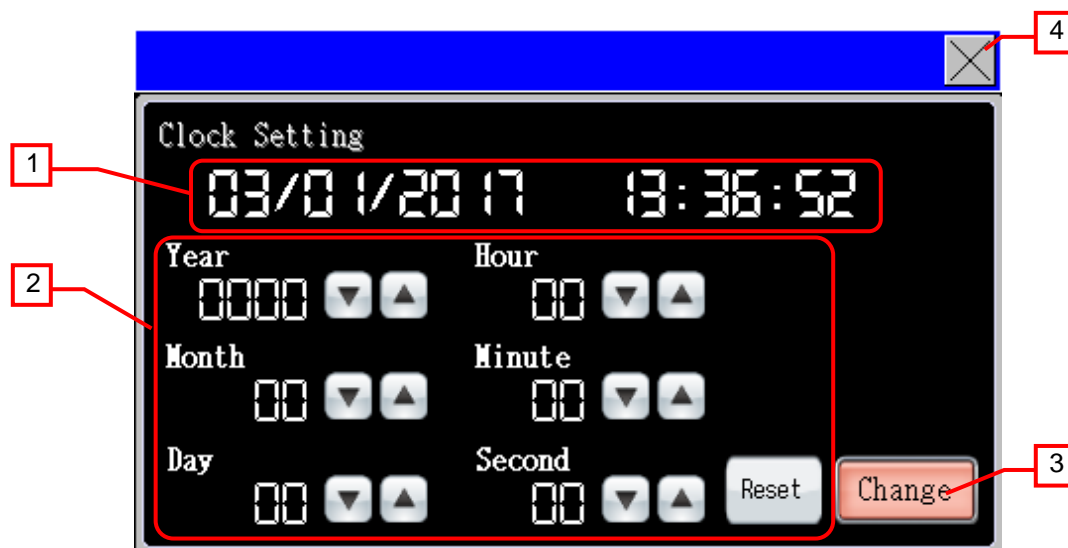 4
Clock Setting
1
03/01/2017 13:36:52
2
Year Hour
0000 ▼ ▲ 00 ▼ ▲
Month Minute
00 ▼ ▲ 00 ▼ ▲
Day Second
00 ▼ ▲ 00 ▼ ▲ Reset Change
3